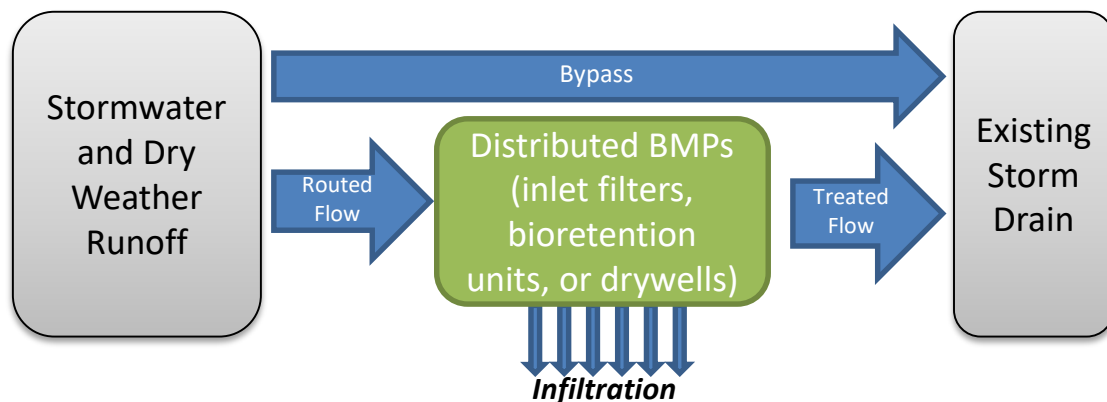 Stormwater
and Dry
Weather
Runoff
Bypass
Routed
Flow
Distributed BMPs
(inlet filters,
bioretention
units, or drywells)
Treated
Flow
Existing
Storm
Drain
Infiltration